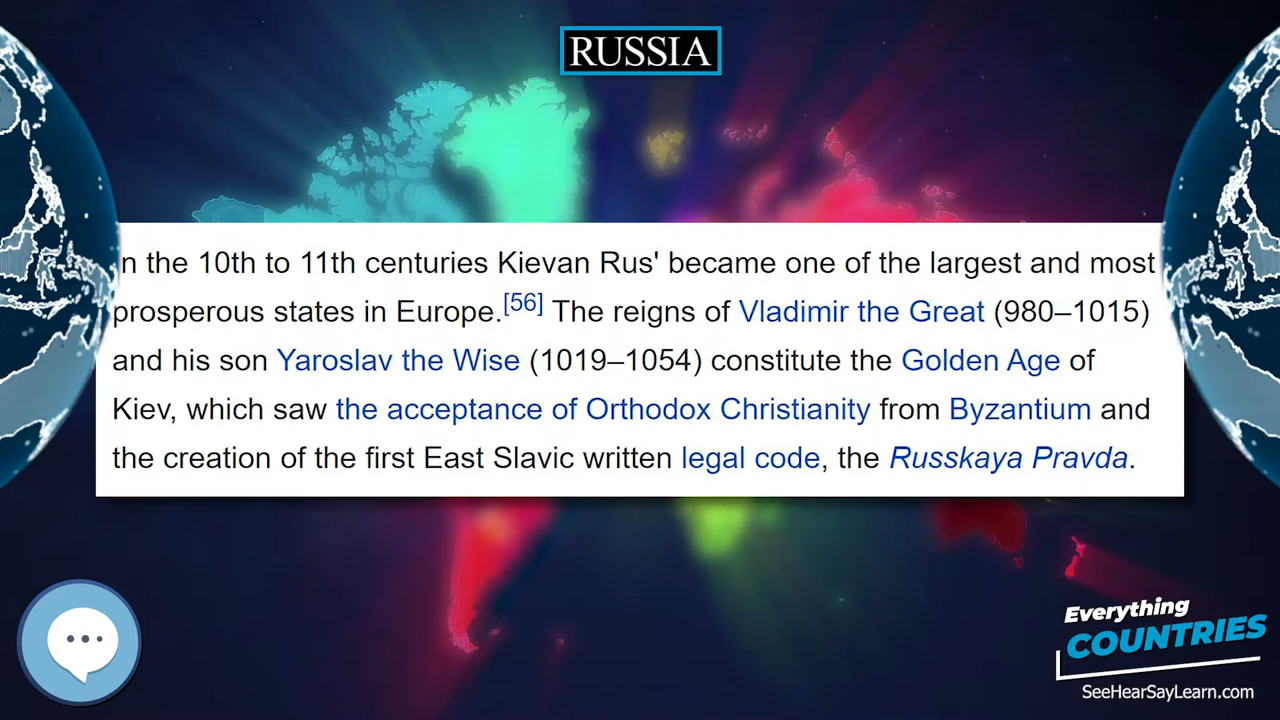 RUSSIA
n the 10th to 11th centuries Kievan Rus' became one of the largest and most
prosperous states in Europe.[56] The reigns of Vladimir the Great (980–1015)
and his son Yaroslav the Wise (1019–1054) constitute the Golden Age of
Kiev, which saw the acceptance of Orthodox Christianity from Byzantium and
the creation of the first East Slavic written legal code, the Russkaya Pravda.
Everything
COUNTRIES
SeeHearSayLearn.com